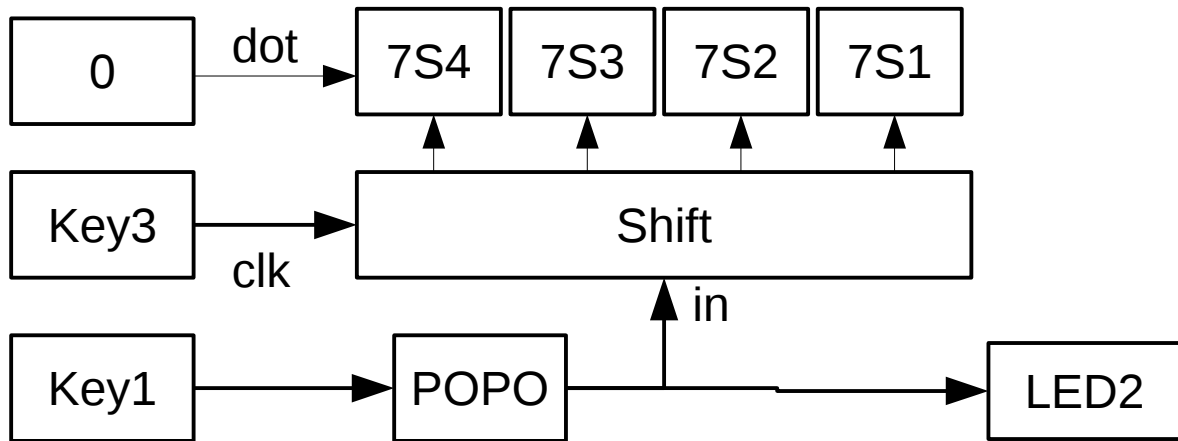 0
dot
7S4
7S3
7S2
7S1
Key3
clk
Shift
in
Key1
POPO
LED2